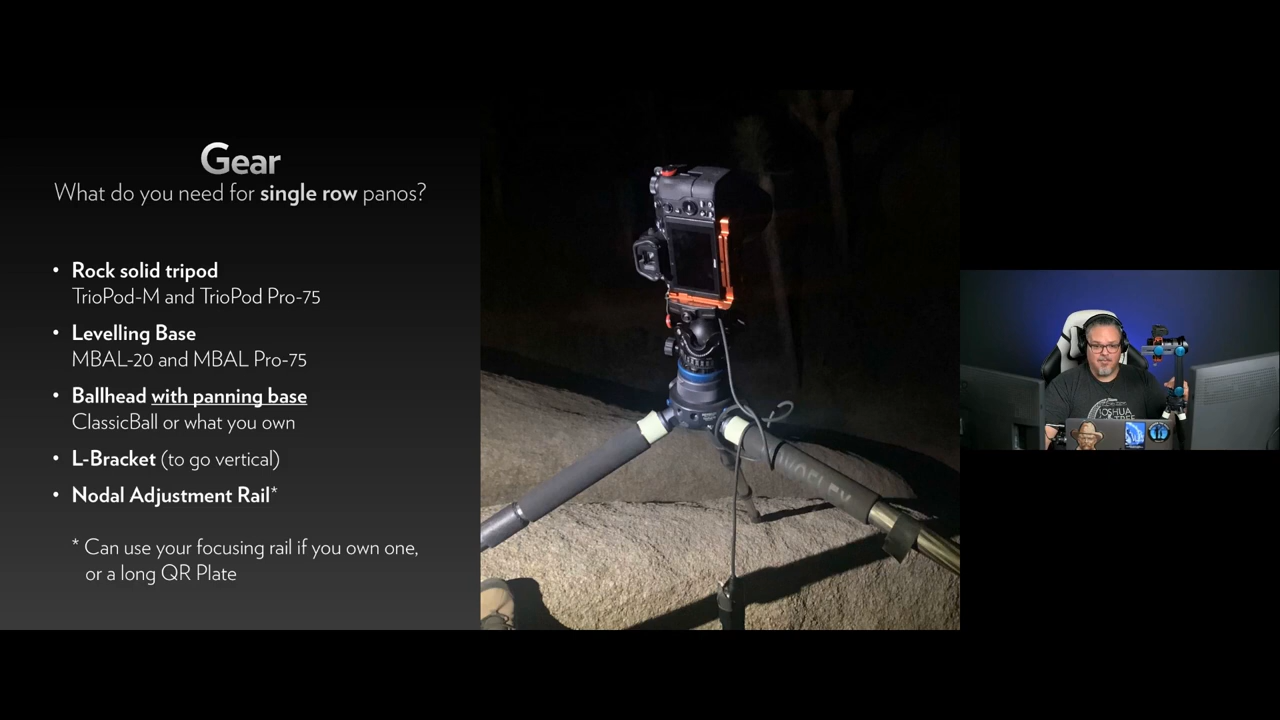 Gear
What do you need for single row panos?
• Rock solid tripod
TrioPod-M and TrioPod Pro-75
• Levelling Base
MBAL-20 and MBAL Pro-75
• Ballhead with panning base
ClassicBall or what you own
• L-Bracket (to go vertical)
• Nodal Adjustment Rail*
* Can use your focusing rail if you own one,
or a long QR Plate
JOSHUA
TREE